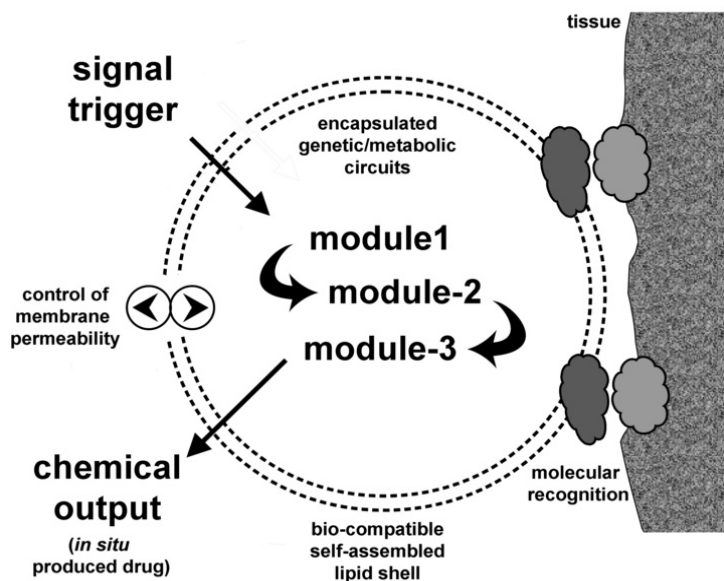 tissue
signal
trigger
encapsulated
genetic/metabolic
circuits
module1
module-2
module-3
control of
membrane
permeability
chemical
output
(in situ
produced drug)
molecular
recognition
bio-compatible
self-assembled
lipid shell